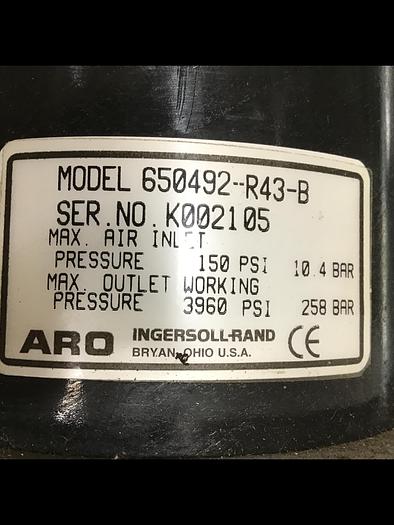 MODEL 650492--R43-B
SER.NO. K002105
MAX. AIR INLET
PRESSURE 150 PSI 10.4 BAR
MAX. OUTLET WORKING
PRESSURE 3960 PSI 258 BAR
ARO INGERSOLL-RAND CE
BRYAN, OHIO U.S.A.